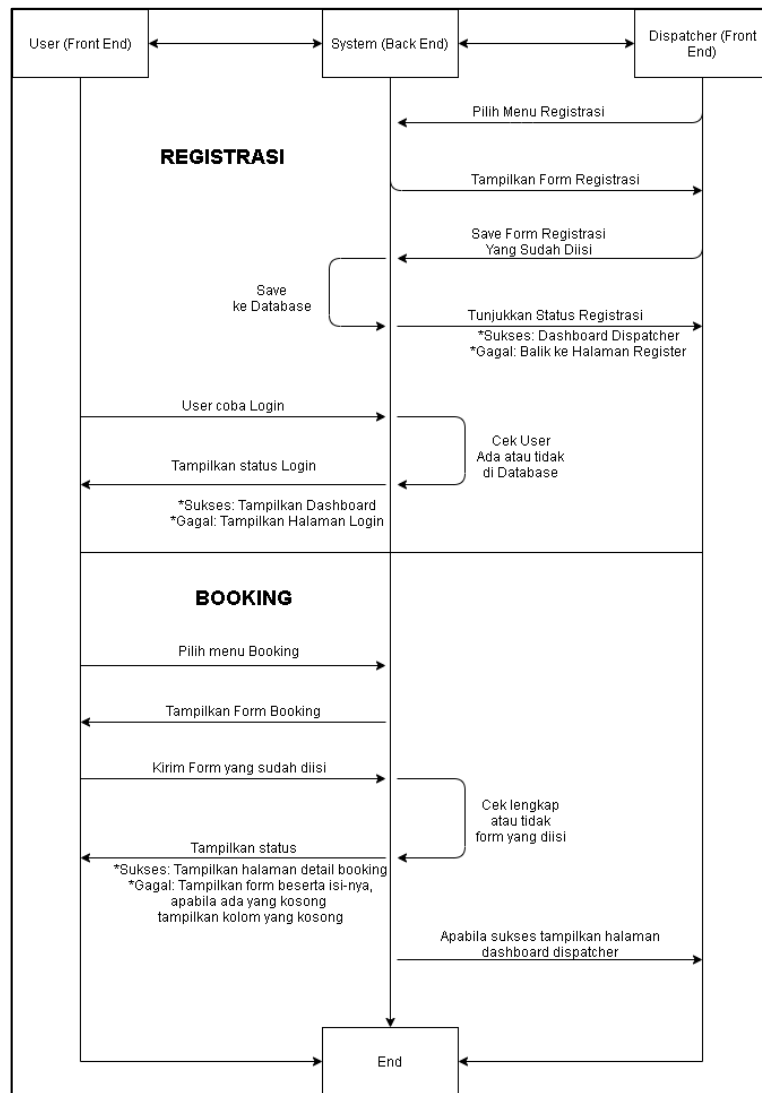 User (Front End)
System (Back End)
Dispatcher (Front
End)
Pilih Menu Registrasi
REGISTRASI
Tampilkan Form Registrasi
Save Form Registrasi
Yang Sudah Diisi
Save
ke Database
Tunjukkan Status Registrasi
*Sukses: Dashboard Dispatcher
*Gagal: Balik ke Halaman Register
User coba Login
Cek User
Ada atau tidak
di Database
Tampilkan status Login
*Sukses: Tampilkan Dashboard
*Gagal: Tampilkan Halaman Login
BOOKING
Pilih menu Booking
Tampilkan Form Booking
Kirim Form yang sudah diisi
Cek lengkap
atau tidak
form yang diisi
Tampilkan status
*Sukses: Tampilkan halaman detail booking
*Gagal: Tampilkan form beserta isi-nya,
apabila ada yang kosong
tampilkan kolom yang kosong
Apabila sukses tampilkan halaman
dashboard dispatcher
End